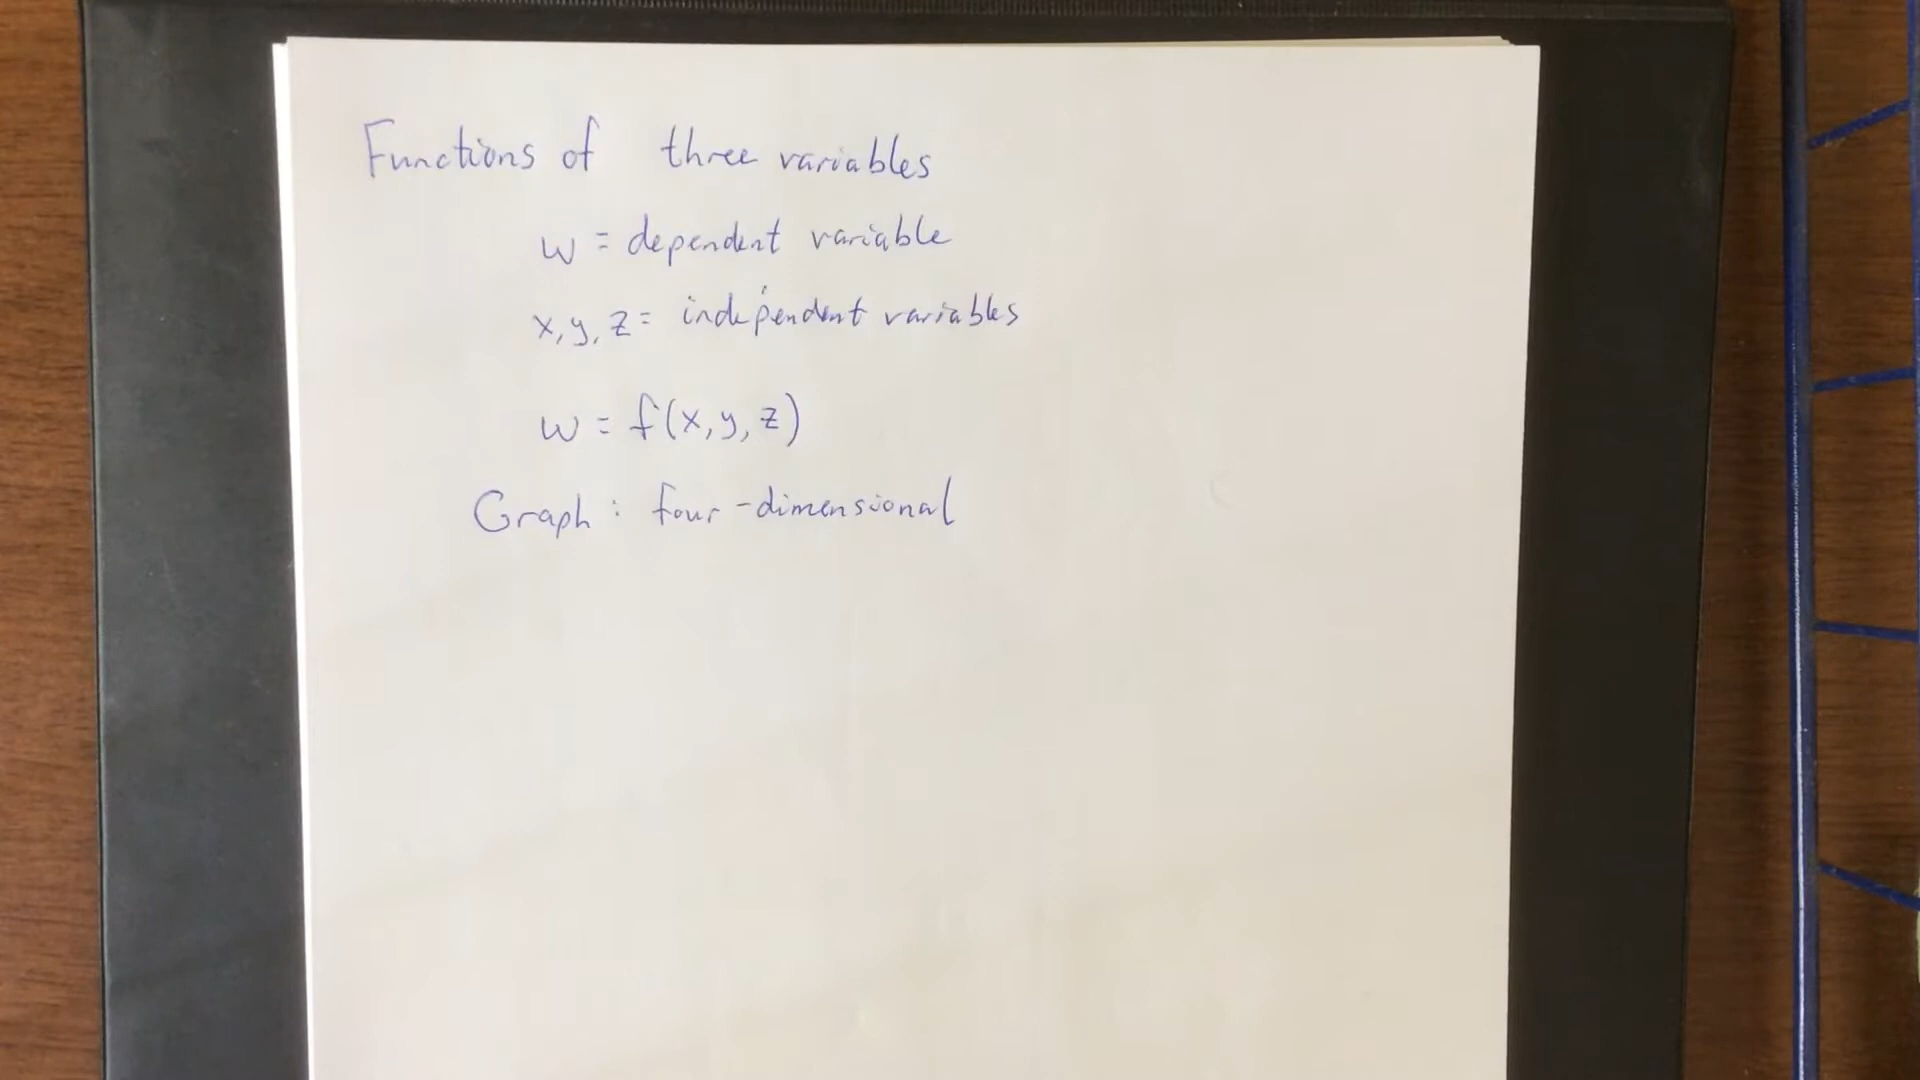 Functions of three variables
w = dependent variable
x, y, z = independent variables
w = f(x, y, z)
Graph : four-dimensional